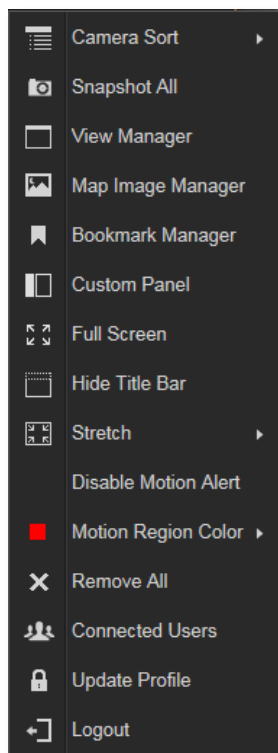 Camera Sort
Snapshot All
View Manager
Map Image Manager
Bookmark Manager
Custom Panel
Full Screen
Hide Title Bar
Stretch
Disable Motion Alert
Motion Region Color
Remove All
Connected Users
Update Profile
Logout